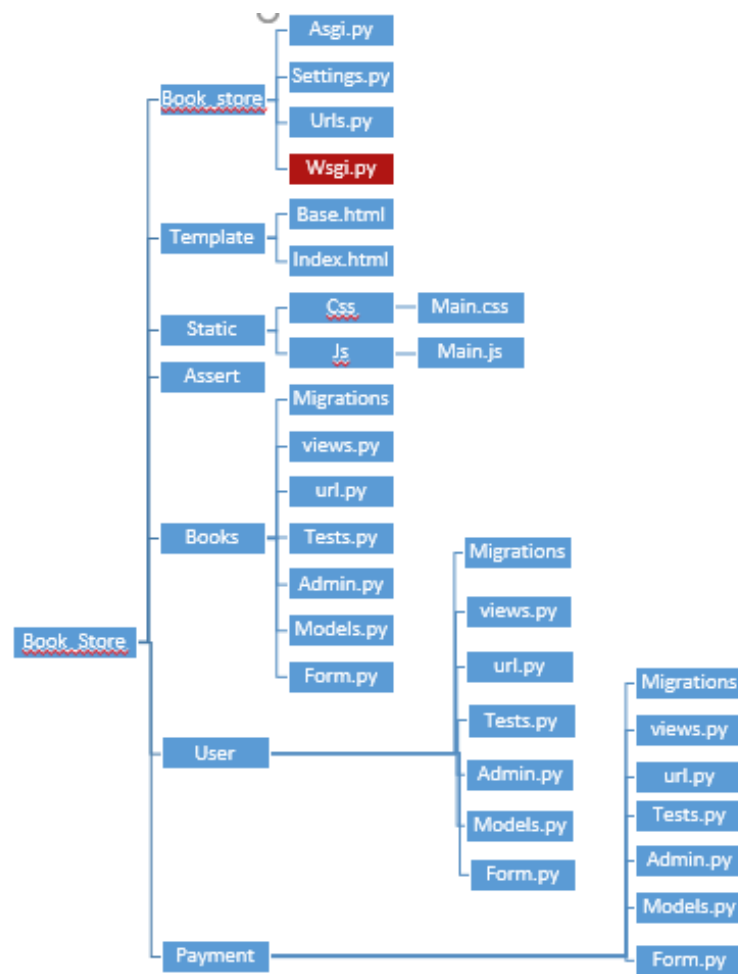 Asgi.py
Book_store
Settings.py
Urls.py
Wsgi.py
Template
Base.html
Index.html
Static
Css
Main.css
Js
Main.js
Assert
Books
Migrations
views.py
url.py
Tests.py
Admin.py
Models.py
Form.py
Book_Store
User
Migrations
views.py
url.py
Tests.py
Admin.py
Models.py
Form.py
Payment
Migrations
views.py
url.py
Tests.py
Admin.py
Models.py
Form.py